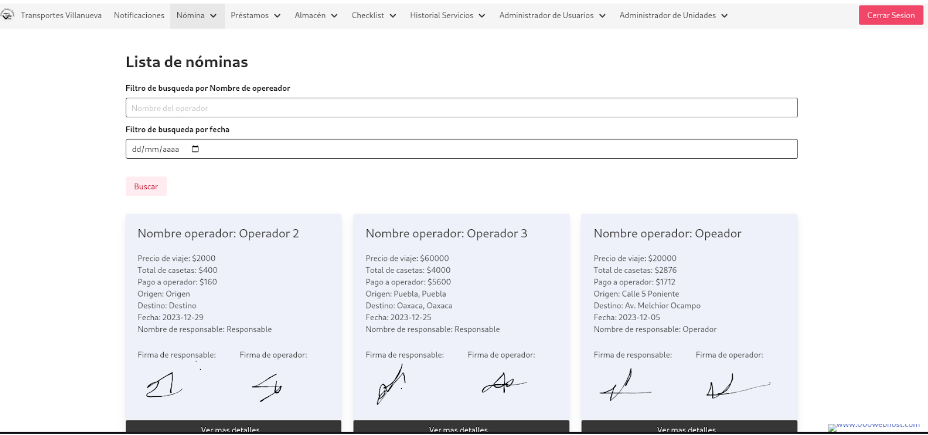 Transportes Villanueva Notificaciones Nómina Préstamos Almacén Checklist Historial Servicios Administrador de Usuarios Administrador de Unidades Cerrar Sesion
Lista de nóminas
Filtro de busqueda por Nombre de opereador
Nombre del operador
Filtro de busqueda por fecha
dd/mm/aaaa
Buscar
Nombre operador: Operador 2
Precio de viaje: $2000
Total de casetas: $400
Pago a operador: $160
Origen: Origen
Destino: Destino
Fecha: 2023-12-29
Nombre de responsable: Responsable
Firma de responsable: Firma de operador:
Ver mas detalles
Nombre operador: Operador 3
Precio de viaje: $60000
Total de casetas: $4000
Pago a operador: $5600
Origen: Puebla, Puebla
Destino: Oaxaca, Oaxaca
Fecha: 2023-12-25
Nombre de responsable: Responsable
Firma de responsable: Firma de operador:
Ver mas detalles
Nombre operador: Opeador
Precio de viaje: $20000
Total de casetas: $2876
Pago a operador: $1712
Origen: Calle 5 Poniente
Destino: Av. Melchior Ocampo
Fecha: 2023-12-05
Nombre de responsable: Operador
Firma de responsable: Firma de operador:
Ver mas detalles
www.000webhost.com